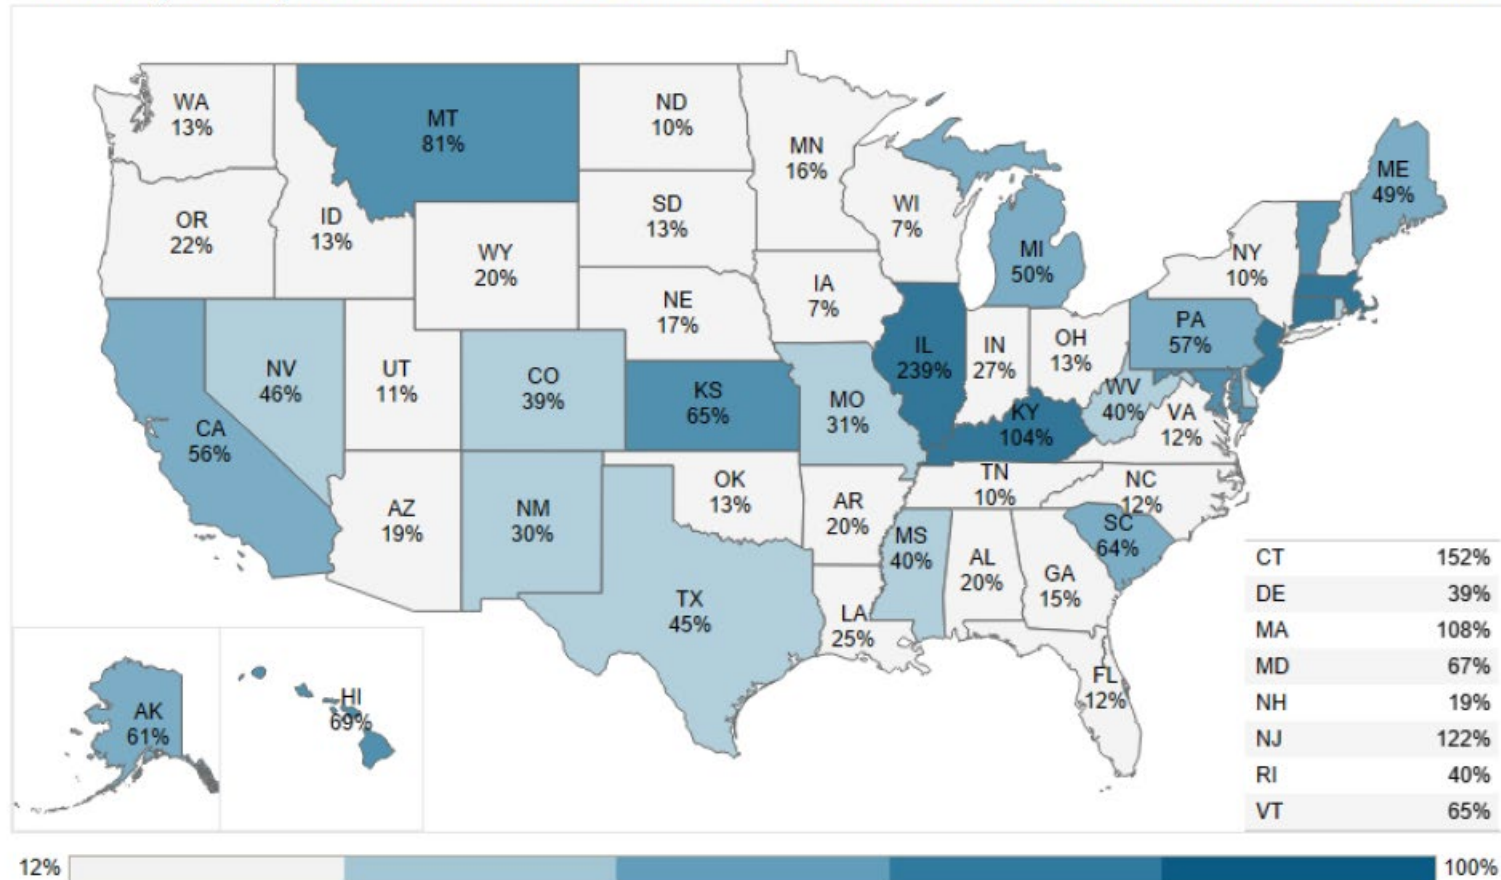 WA
13%
MT
81%
ND
10%
MN
16%
ME
49%
OR
22%
ID
13%
SD
13%
WI
7%
MI
50%
NY
10%
WY
20%
NE
17%
IA
7%
PA
57%
NV
46%
UT
11%
CO
39%
KS
65%
MO
31%
IL
239%
IN
27%
OH
13%
WV
40%
VA
12%
KY
104%
CA
56%
AZ
19%
NM
30%
OK
13%
AR
20%
TN
10%
NC
12%
SC
64%
MS
40%
AL
20%
GA
15%
TX
45%
LA
25%
FL
12%
AK
61%
HI
69%
CT 152%
DE 39%
MA 108%
MD 67%
NH 19%
NJ 122%
RI 40%
VT 65%
12% 100%